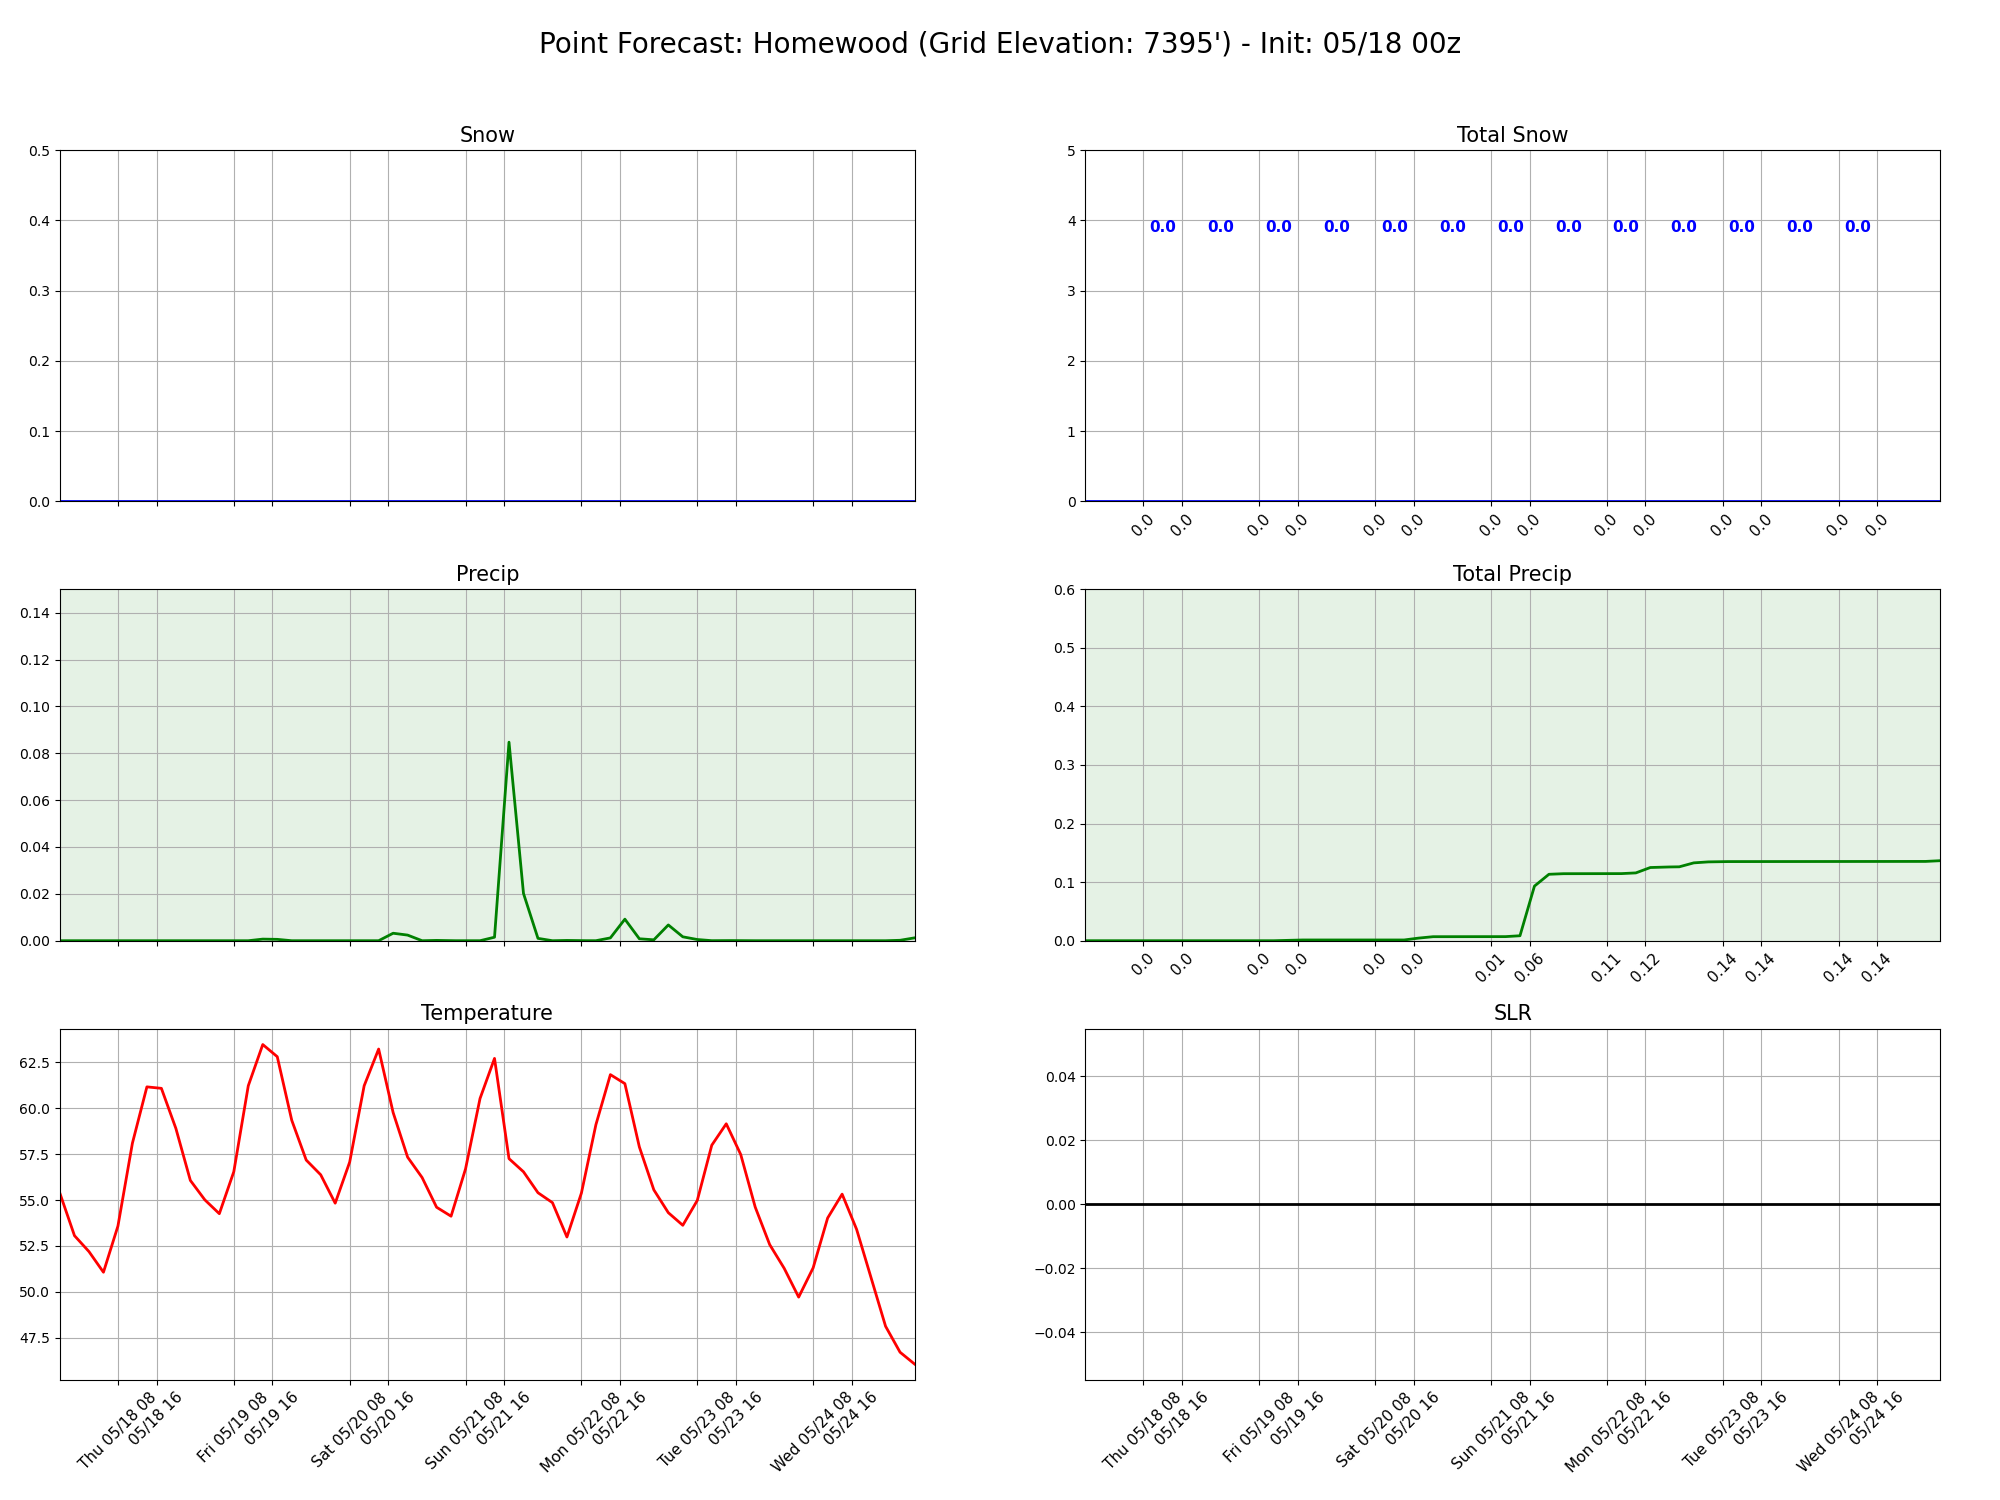 Point Forecast: Homewood (Grid Elevation: 7395') - Init: 05/18 00z
Snow
0.5
0.4
0.3
0.2
0.1
0.0
Total Snow
5
4
3
2
1
0
0.0 0.0 0.0 0.0 0.0 0.0 0.0 0.0 0.0 0.0 0.0 0.0 0.0
0.0 0.0 0.0 0.0 0.0 0.0 0.0 0.0 0.0 0.0 0.0 0.0 0.0 0.0
Precip
0.14
0.12
0.10
0.08
0.06
0.04
0.02
0.00
Total Precip
0.6
0.5
0.4
0.3
0.2
0.1
0.0
0.0 0.0 0.0 0.0 0.0 0.0 0.01 0.06 0.11 0.12 0.14 0.14 0.14 0.14
Temperature
62.5
60.0
57.5
55.0
52.5
50.0
47.5
Thu 05/18 08
05/18 16
Fri 05/19 08
05/19 16
Sat 05/20 08
05/20 16
Sun 05/21 08
05/21 16
Mon 05/22 08
05/22 16
Tue 05/23 08
05/23 16
Wed 05/24 08
05/24 16
SLR
0.04
0.02
0.00
−0.02
−0.04
Thu 05/18 08
05/18 16
Fri 05/19 08
05/19 16
Sat 05/20 08
05/20 16
Sun 05/21 08
05/21 16
Mon 05/22 08
05/22 16
Tue 05/23 08
05/23 16
Wed 05/24 08
05/24 16